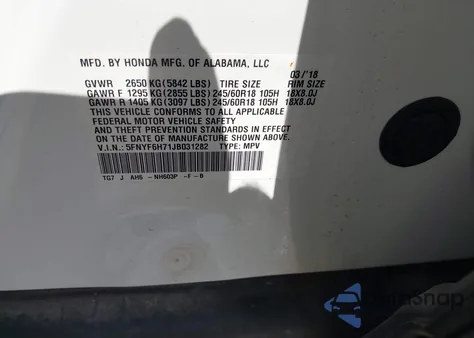 MFD. BY HONDA MFG. OF ALABAMA, LLC
03/'18
GVWR 2650 KG(5842 LBS) TIRE SIZE RIM SIZE
GAWR F 1295 KG(2855 LBS) 245/60R18 105H 18X8.0J
GAWR R 1405 KG(3097 LBS) 245/60R18 105H 18X8.0J
THIS VEHICLE CONFORMS TO ALL APPLICABLE
FEDERAL MOTOR VEHICLE SAFETY
AND THEFT PREVENTION STANDARDS IN EFFECT ON THE
DATE OF MANUFACTURE SHOWN ABOVE.
V.I.N.: 5FNYF6H71JB031282 TYPE: MPV
TG7 J AHG -NH603P -F -B